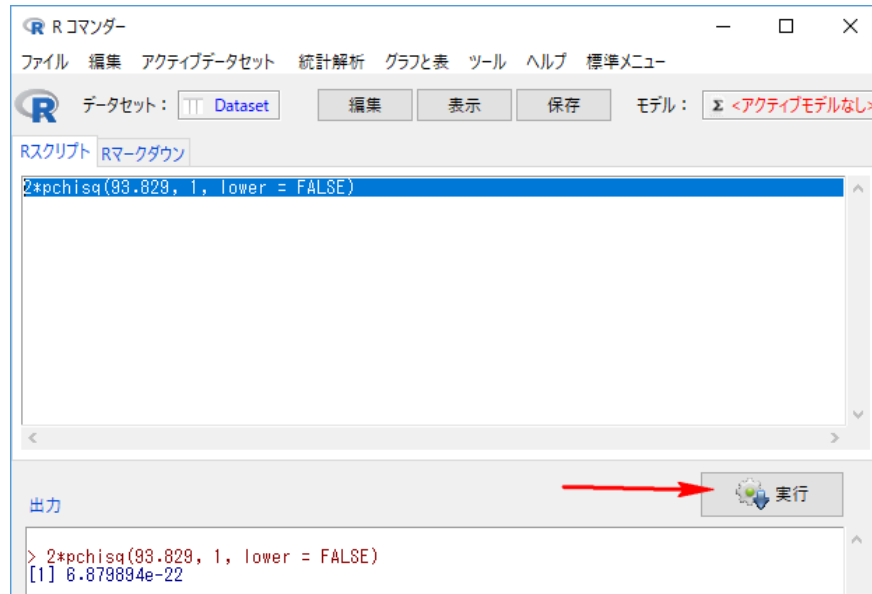 R コマンダー
ファイル 編集 アクティブデータセット 統計解析 グラフと表 ツール ヘルプ 標準メニュー
データセット： Dataset 編集 表示 保存 モデル： Σ <アクティブモデルなし>
Rスクリプト Rマークダウン
2*pchisq(93.829, 1, lower = FALSE)
実行
出力
> 2*pchisq(93.829, 1, lower = FALSE)
[1] 6.879894e-22